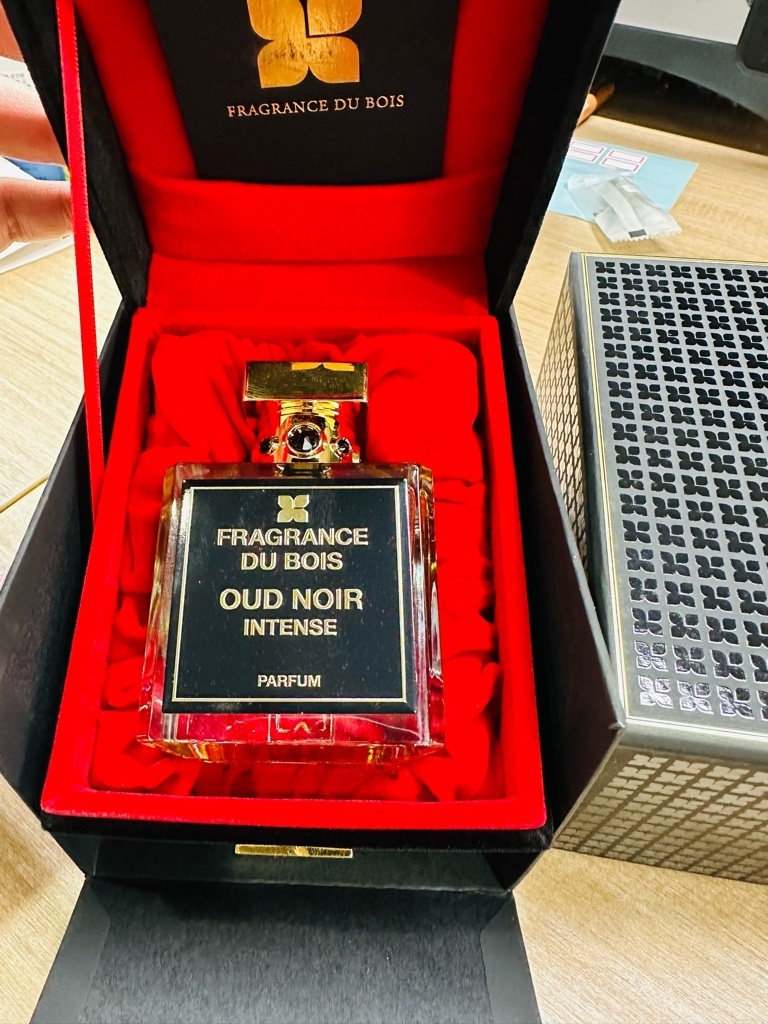 FRAGRANCE DU BOIS
FRAGRANCE
DU BOIS
OUD NOIR
INTENSE
PARFUM